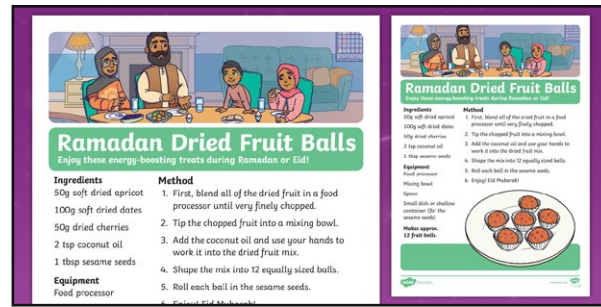 Ramadan Dried Fruit Balls
Enjoy these energy-boosting treats during Ramadan or Eid!
Ingredients
50g soft dried apricot
100g soft dried dates
50g dried cherries
2 tsp coconut oil
1 tbsp sesame seeds
Equipment
Food processor
Method
1. First, blend all of the dried fruit in a food
processor until very finely chopped.
2. Tip the chopped fruit into a mixing bowl.
3. Add the coconut oil and use your hands to
work it into the dried fruit mix.
4. Shape the mix into 12 equally sized balls.
5. Roll each ball in the sesame seeds.
6. Enjoy! Eid Mubarak!
Ramadan Dried Fruit Balls
Enjoy these energy-boosting treats during Ramadan or Eid!
Ingredients
50g soft dried apricot
100g soft dried dates
50g dried cherries
2 tsp coconut oil
1 tbsp sesame seeds
Equipment
Food processor
Mixing bowl
Spoon
Small dish or shallow
container (for the
sesame seeds)
Makes approx.
12 fruit balls.
Method
1. First, blend all of the dried fruit in a food
processor until very finely chopped.
2. Tip the chopped fruit into a mixing bowl.
3. Add the coconut oil and use your hands to
work it into the dried fruit mix.
4. Shape the mix into 12 equally sized balls.
5. Roll each ball in the sesame seeds.
6. Enjoy! Eid Mubarak!